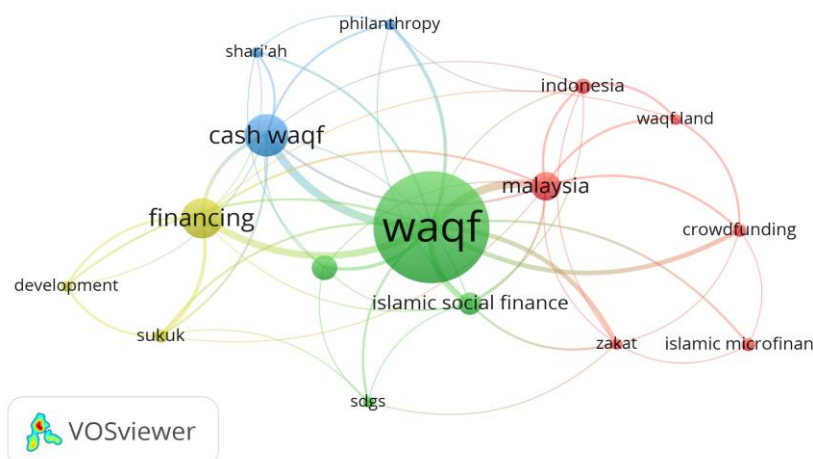 philanthropy
shari'ah
indonesia
cash waqf
waqf land
malaysia
financing
waqf
crowdfunding
development
islamic social finance
sukuk
zakat
islamic microfinan
sdgs
VOSviewer